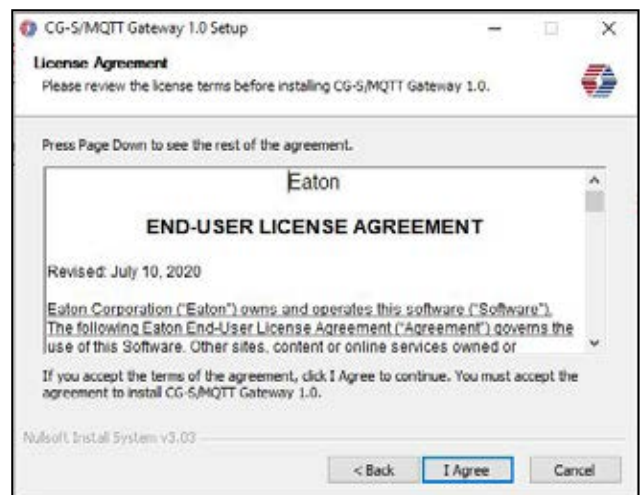 CG-S/MQTT Gateway 1.0 Setup
License Agreement
Please review the license terms before installing CG-S/MQTT Gateway 1.0.
Press Page Down to see the rest of the agreement.
Eaton
END-USER LICENSE AGREEMENT
Revised: July 10, 2020
Eaton Corporation ("Eaton") owns and operates this software ("Software").
The following Eaton End-User License Agreement ("Agreement") governs the
use of this Software. Other sites, content or online services owned or
If you accept the terms of the agreement, click I Agree to continue. You must accept the
agreement to install CG-S/MQTT Gateway 1.0.
Nullsoft Install System v3.03
< Back I Agree Cancel